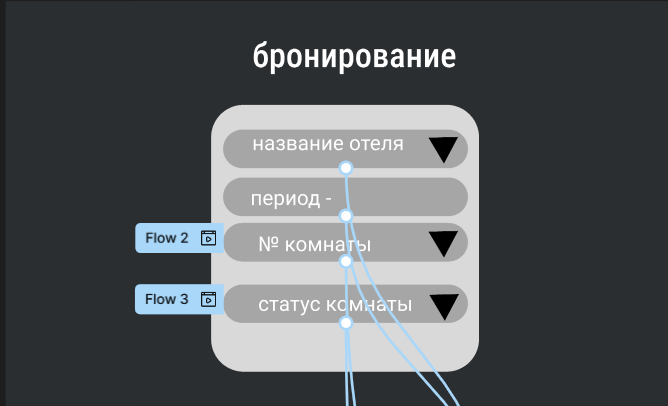 бронирование
название отеля
период -
Flow 2
№ комнаты
Flow 3
статус комнаты